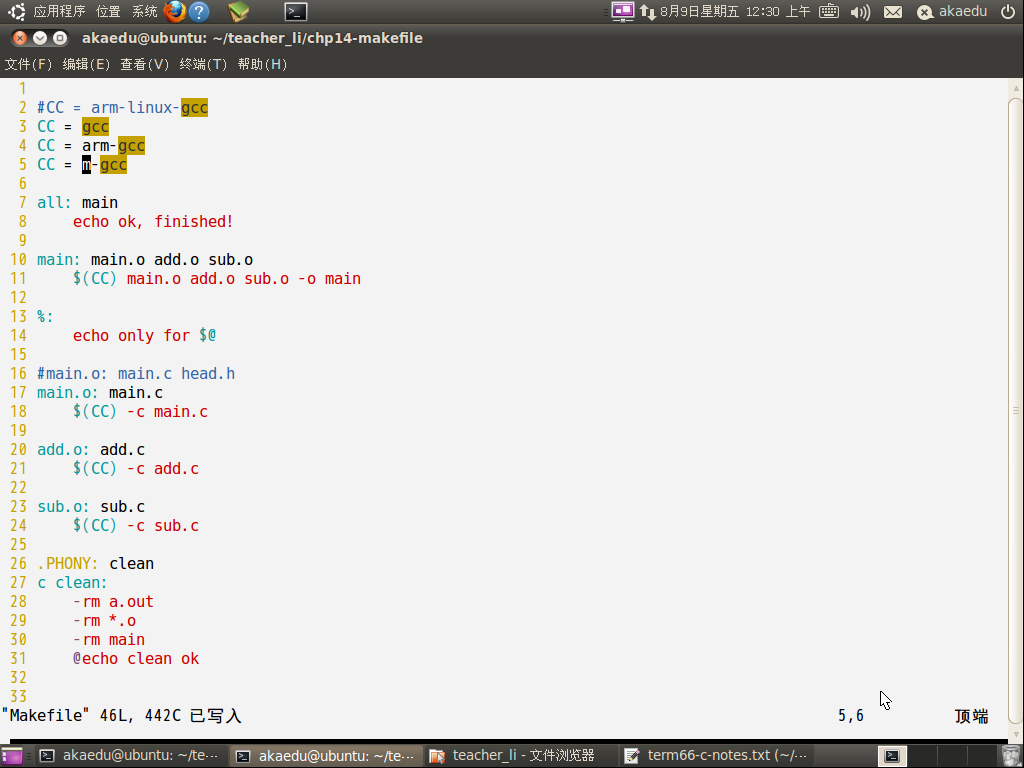 应用程序 位置 系统 8月9日星期五 12:30 上午 akaedu
akaedu@ubuntu: ~/teacher_li/chp14-makefile
文件(F) 编辑(E) 查看(V) 终端(T) 帮助(H)
1
2 #CC = arm-linux-gcc
3 CC = gcc
4 CC = arm-gcc
5 CC = m-gcc
6
7 all: main
8 echo ok, finished!
9
10 main: main.o add.o sub.o
11 $(CC) main.o add.o sub.o -o main
12
13 %:
14 echo only for $@
15
16 #main.o: main.c head.h
17 main.o: main.c
18 $(CC) -c main.c
19
20 add.o: add.c
21 $(CC) -c add.c
22
23 sub.o: sub.c
24 $(CC) -c sub.c
25
26 .PHONY: clean
27 c clean:
28 -rm a.out
29 -rm *.o
30 -rm main
31 @echo clean ok
32
33
"Makefile" 46L, 442C 已写入 5,6 顶端
akaedu@ubuntu: ~/te... akaedu@ubuntu: ~/te... teacher_li - 文件浏览器 term66-c-notes.txt (~/...